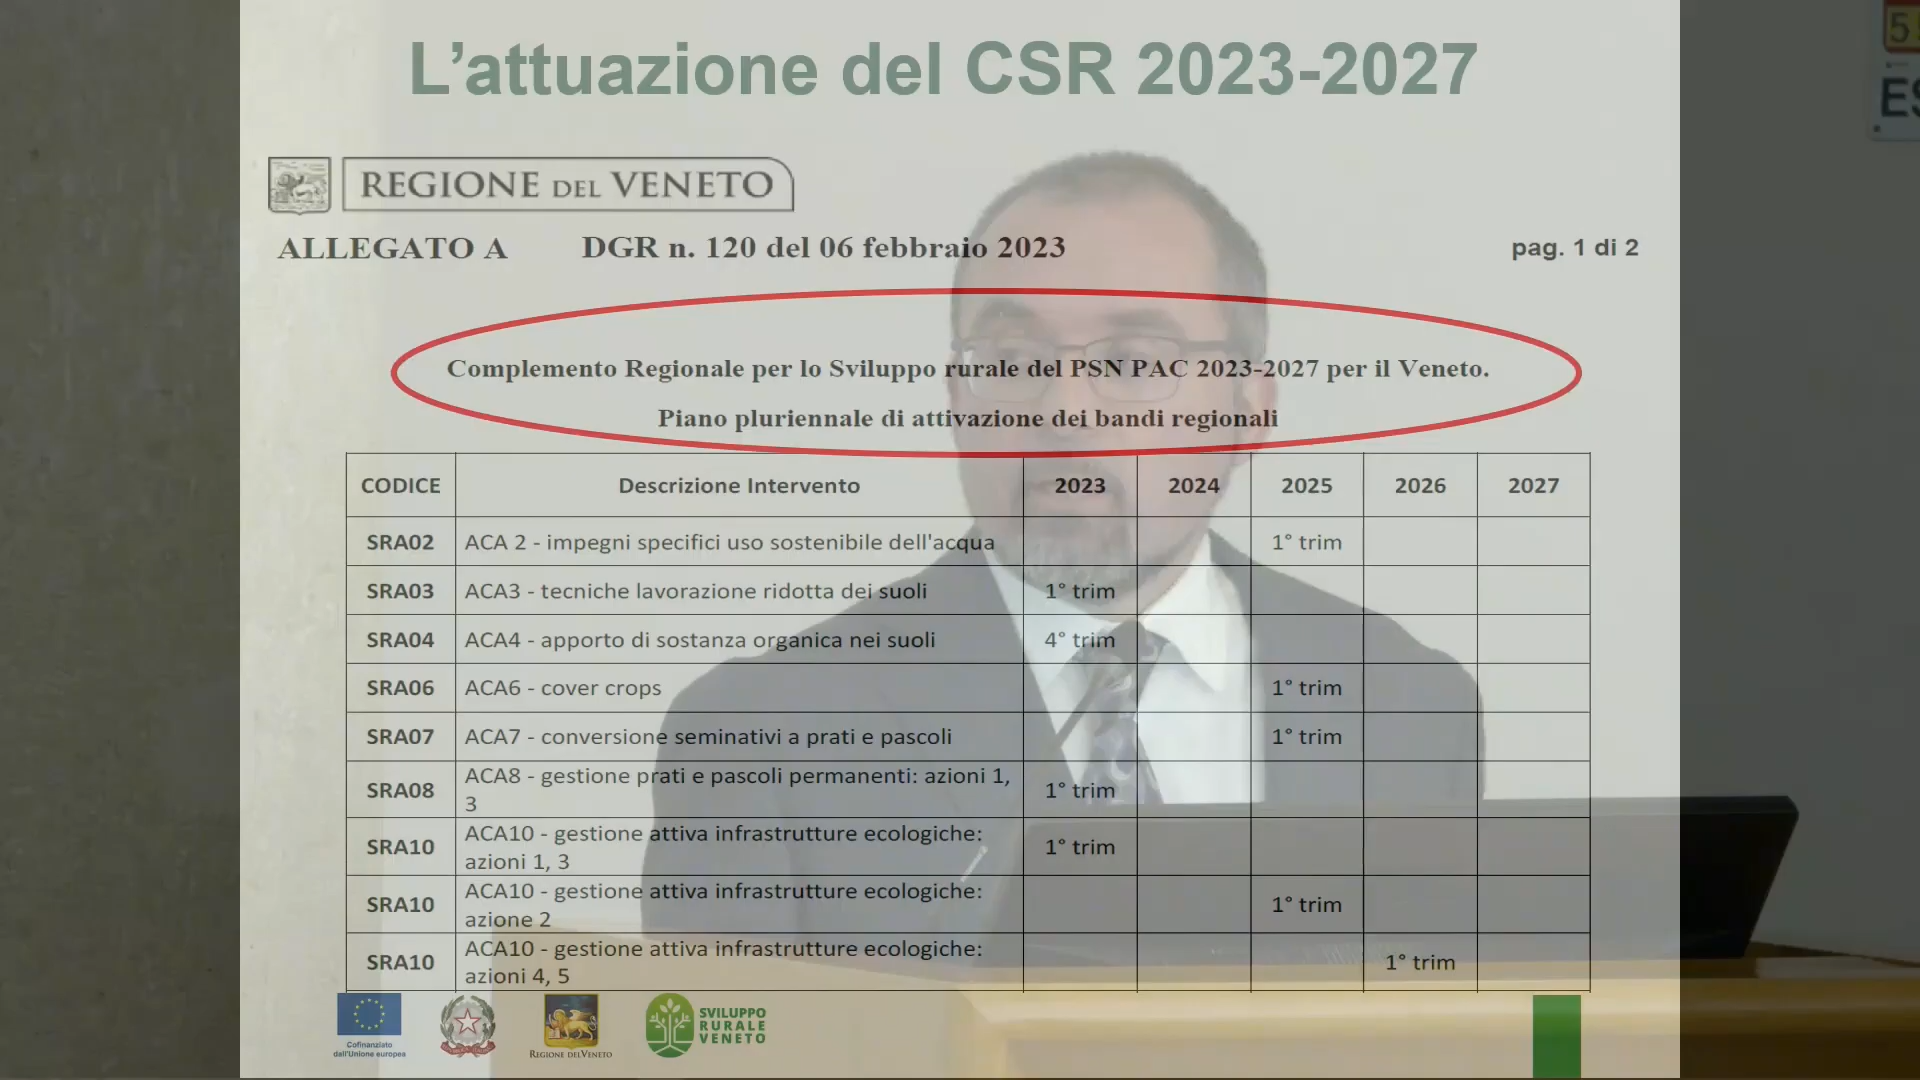 L'attuazione del CSR 2023-2027
REGIONE DEL VENETO
ALLEGATO A DGR n. 120 del 06 febbraio 2023 pag. 1 di 2
Complemento Regionale per lo Sviluppo rurale del PSN PAC 2023-2027 per il Veneto.
Piano pluriennale di attivazione dei bandi regionali
CODICE Descrizione Intervento 2023 2024 2025 2026 2027
SRA02 ACA 2 - impegni specifici uso sostenibile dell'acqua 1° trim
SRA03 ACA3 - tecniche lavorazione ridotta dei suoli 1° trim
SRA04 ACA4 - apporto di sostanza organica nei suoli 4° trim
SRA06 ACA6 - cover crops 1° trim
SRA07 ACA7 - conversione seminativi a prati e pascoli 1° trim
SRA08 ACA8 - gestione prati e pascoli permanenti: azioni 1,
3 1° trim
SRA10 ACA10 - gestione attiva infrastrutture ecologiche:
azioni 1, 3 1° trim
SRA10 ACA10 - gestione attiva infrastrutture ecologiche:
azione 2 1° trim
SRA10 ACA10 - gestione attiva infrastrutture ecologiche:
azioni 4, 5 1° trim
Cofinanziato
dall'Unione europea
REGIONE DEL VENETO
SVILUPPO
RURALE
VENETO
5
ES